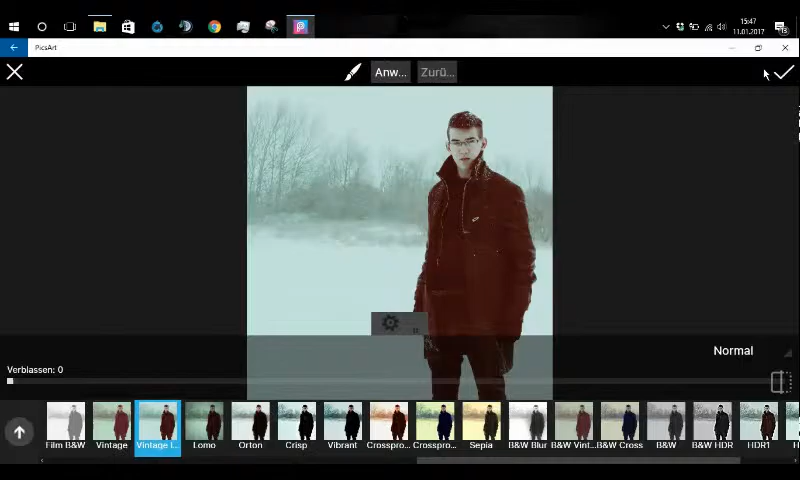 15:47
11.01.2017
13
PicsArt
Anw... Zurü...
Normal
Verblassen: 0
Film B&W Vintage Vintage I... Lomo Orton Crisp Vibrant Crosspro... Crosspro... Sepia B&W Blur B&W Vint... B&W Cross B&W B&W HDR HDR1 H